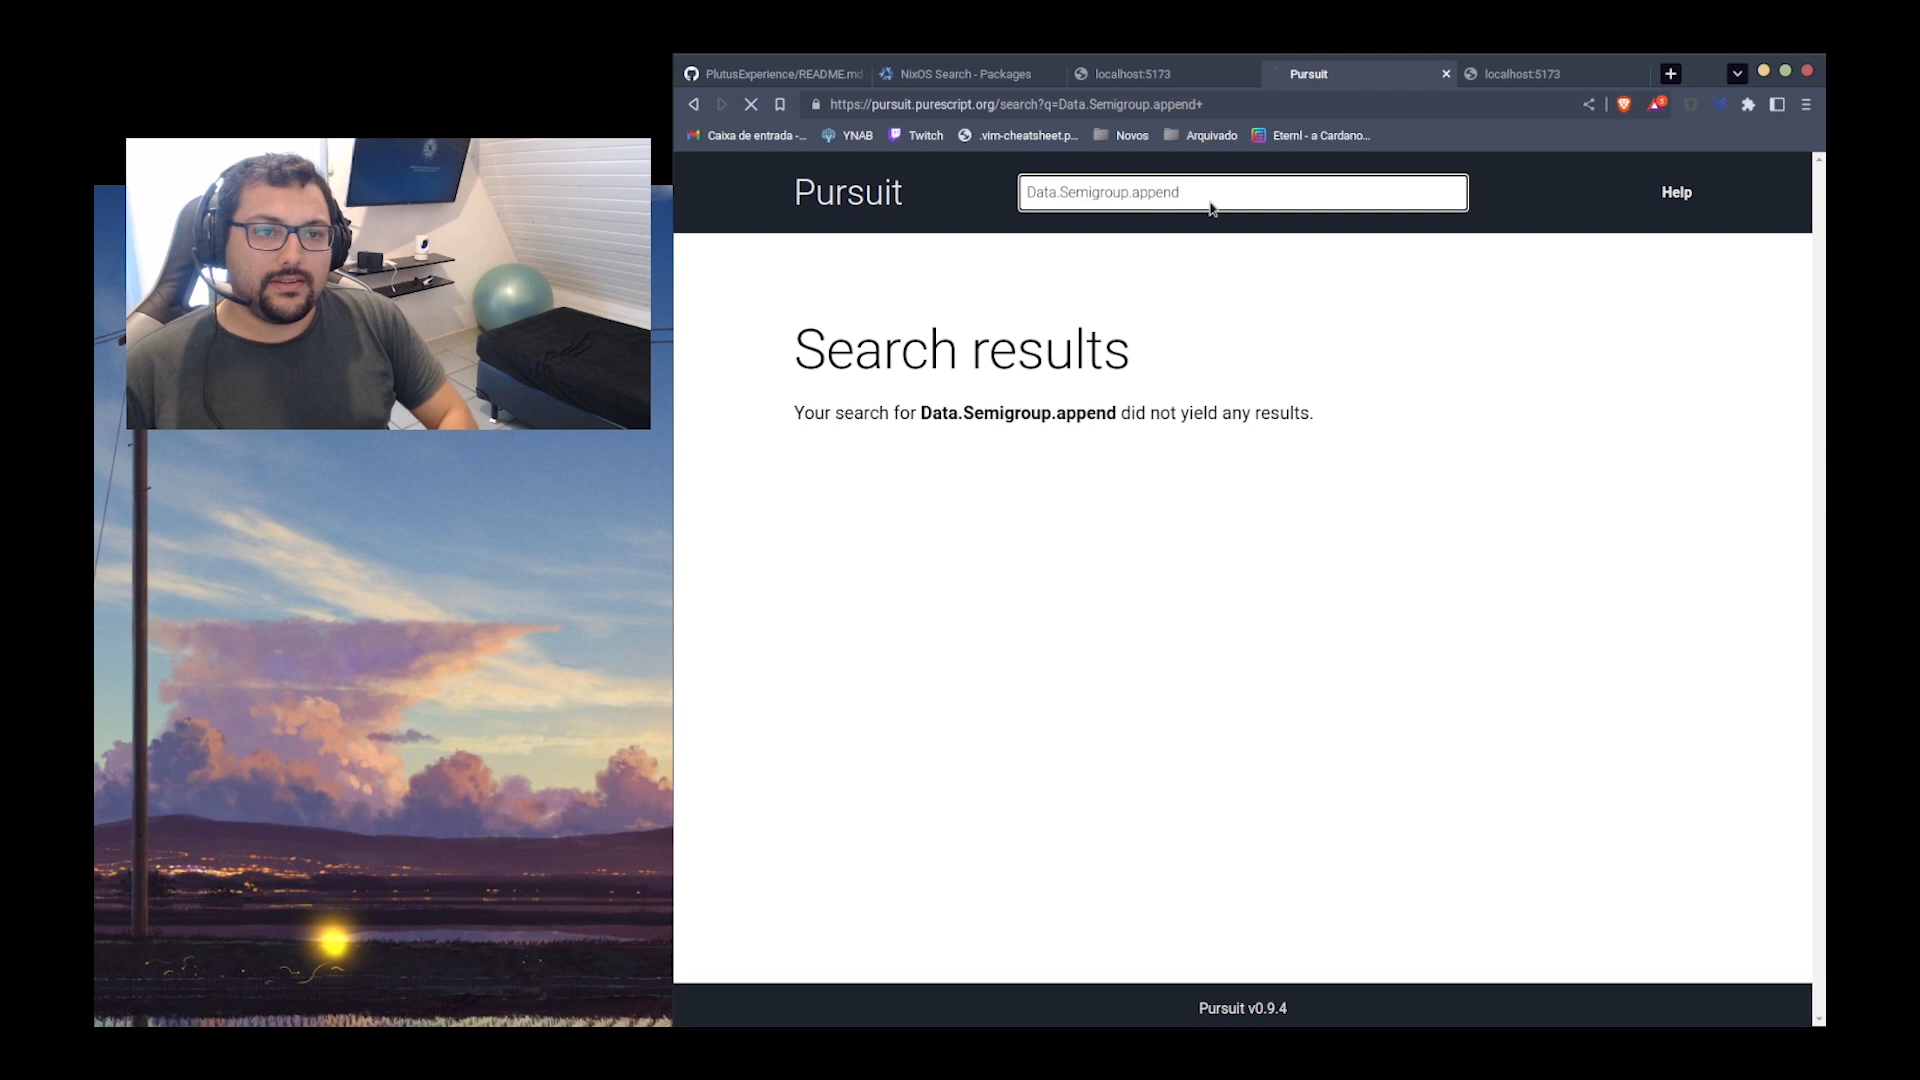 PlutusExperience/README.md
NixOS Search - Packages
localhost:5173
Pursuit
localhost:5173
https://pursuit.purescript.org/search?q=Data.Semigroup.append+
Caixa de entrada -...
YNAB
Twitch
.vim-cheatsheet.p...
Novos
Arquivado
Eternl - a Cardano...
Pursuit
Data.Semigroup.append
Help
Search results
Your search for Data.Semigroup.append did not yield any results.
Pursuit v0.9.4